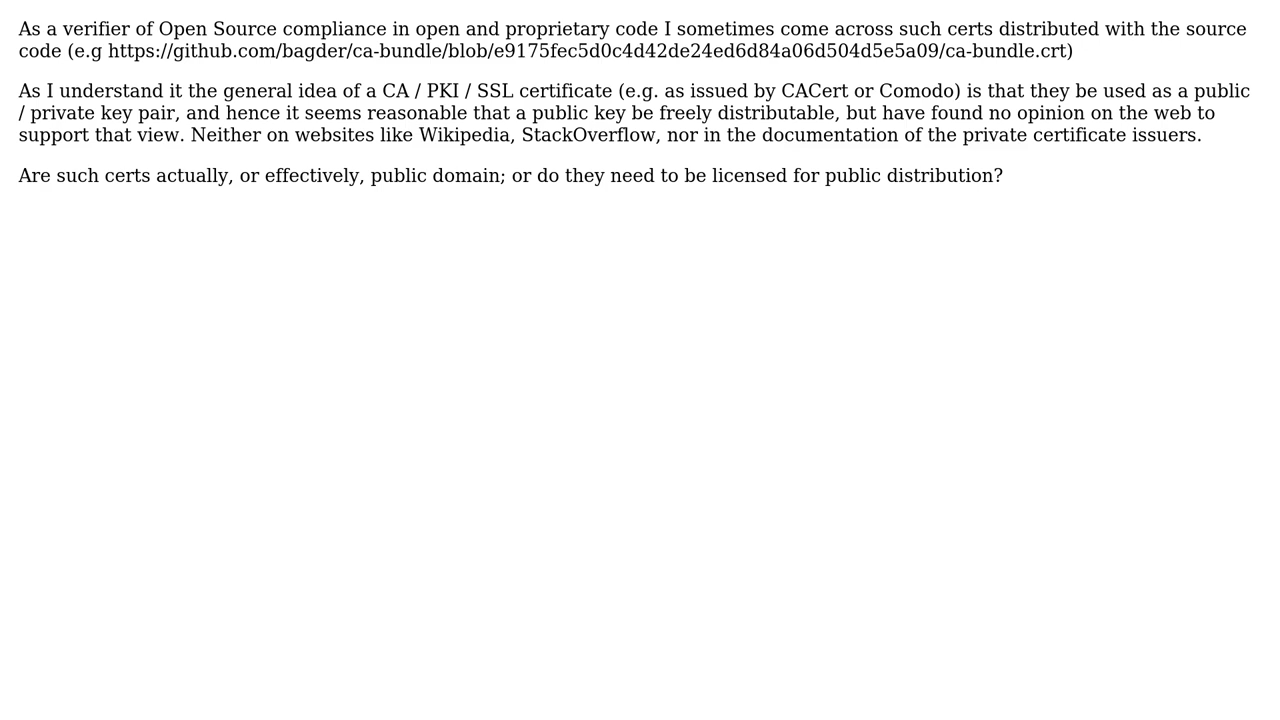 As a verifier of Open Source compliance in open and proprietary code I sometimes come across such certs distributed with the source
code (e.g https://github.com/bagder/ca-bundle/blob/e9175fec5d0c4d42de24ed6d84a06d504d5e5a09/ca-bundle.crt)
As I understand it the general idea of a CA / PKI / SSL certificate (e.g. as issued by CACert or Comodo) is that they be used as a public
/ private key pair, and hence it seems reasonable that a public key be freely distributable, but have found no opinion on the web to
support that view. Neither on websites like Wikipedia, StackOverflow, nor in the documentation of the private certificate issuers.
Are such certs actually, or effectively, public domain; or do they need to be licensed for public distribution?